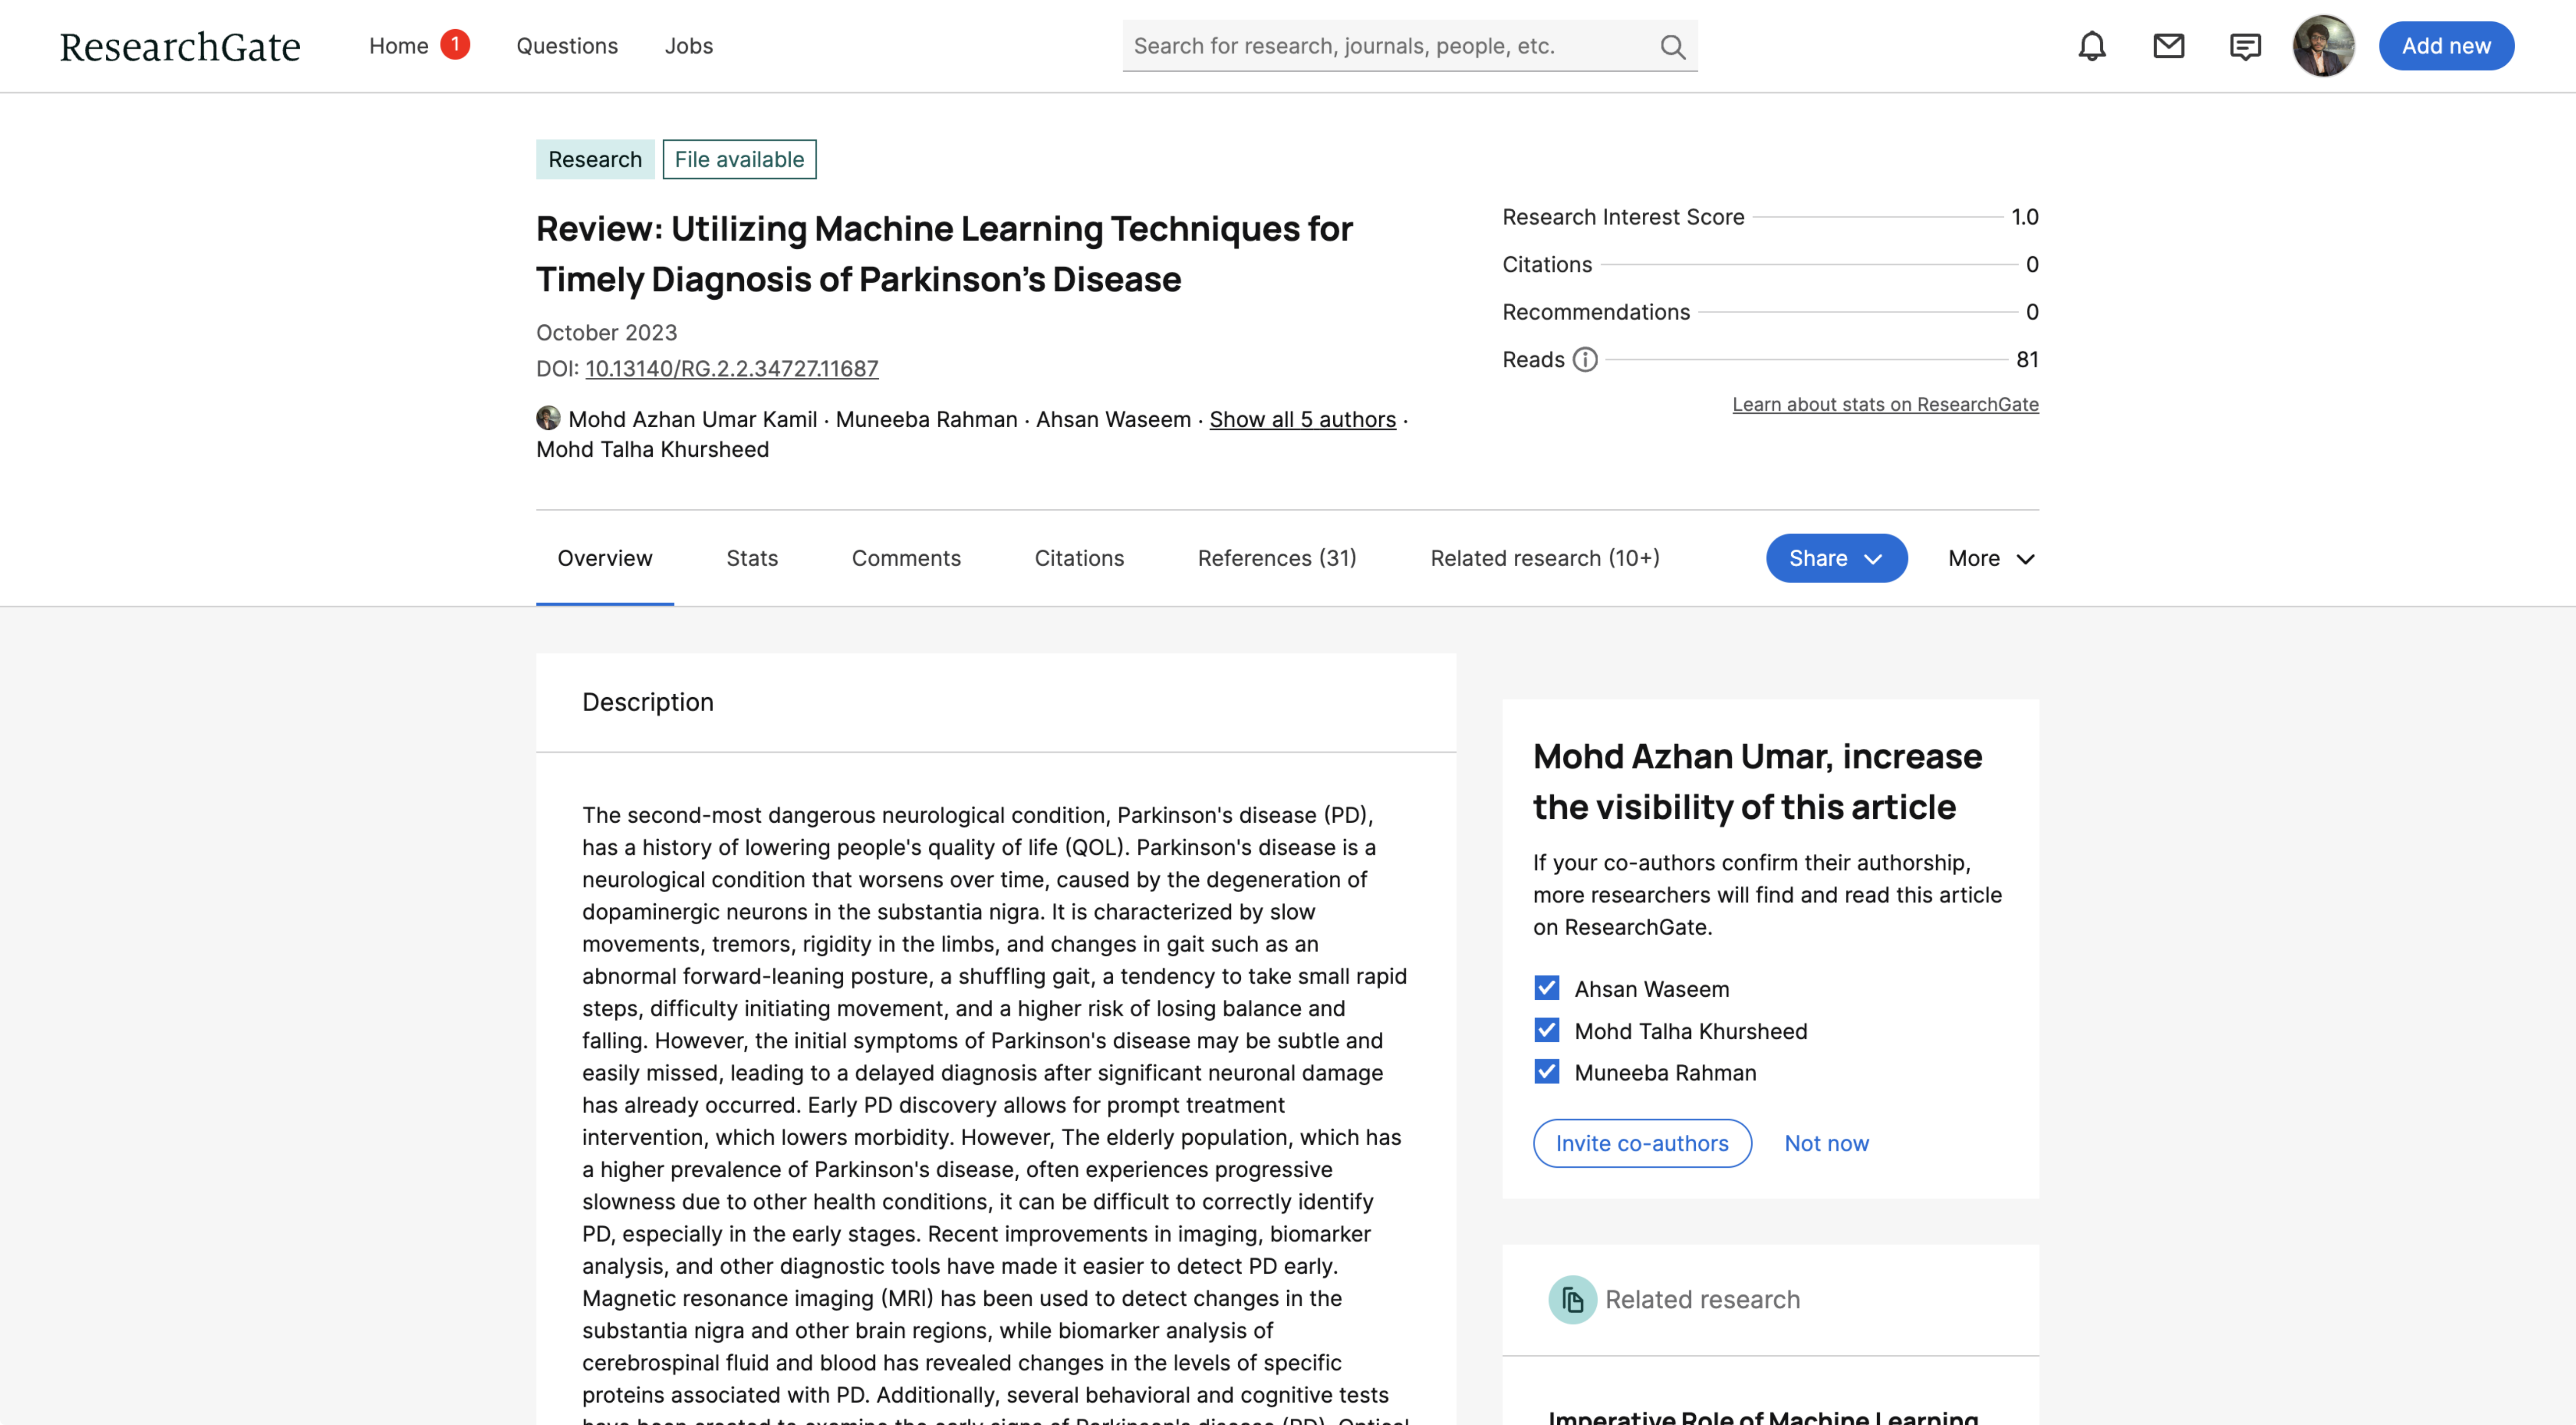 ResearchGate
Home 1 Questions Jobs
Search for research, journals, people, etc.
Add new
Research File available
Review: Utilizing Machine Learning Techniques for
Timely Diagnosis of Parkinson’s Disease
October 2023
DOI: 10.13140/RG.2.2.34727.11687
Mohd Azhan Umar Kamil · Muneeba Rahman · Ahsan Waseem · Show all 5 authors ·
Mohd Talha Khursheed
Research Interest Score 1.0
Citations 0
Recommendations 0
Reads 81
Learn about stats on ResearchGate
Overview Stats Comments Citations References (31) Related research (10+) Share More
Description
The second-most dangerous neurological condition, Parkinson's disease (PD),
has a history of lowering people's quality of life (QOL). Parkinson's disease is a
neurological condition that worsens over time, caused by the degeneration of
dopaminergic neurons in the substantia nigra. It is characterized by slow
movements, tremors, rigidity in the limbs, and changes in gait such as an
abnormal forward-leaning posture, a shuffling gait, a tendency to take small rapid
steps, difficulty initiating movement, and a higher risk of losing balance and
falling. However, the initial symptoms of Parkinson's disease may be subtle and
easily missed, leading to a delayed diagnosis after significant neuronal damage
has already occurred. Early PD discovery allows for prompt treatment
intervention, which lowers morbidity. However, The elderly population, which has
a higher prevalence of Parkinson's disease, often experiences progressive
slowness due to other health conditions, it can be difficult to correctly identify
PD, especially in the early stages. Recent improvements in imaging, biomarker
analysis, and other diagnostic tools have made it easier to detect PD early.
Magnetic resonance imaging (MRI) has been used to detect changes in the
substantia nigra and other brain regions, while biomarker analysis of
cerebrospinal fluid and blood has revealed changes in the levels of specific
proteins associated with PD. Additionally, several behavioral and cognitive tests
have been created to examine the early signs of Parkinson's disease (PD). Optical
Mohd Azhan Umar, increase
the visibility of this article
If your co-authors confirm their authorship,
more researchers will find and read this article
on ResearchGate.
Ahsan Waseem
Mohd Talha Khursheed
Muneeba Rahman
Invite co-authors Not now
Related research
Imperative Role of Machine Learning